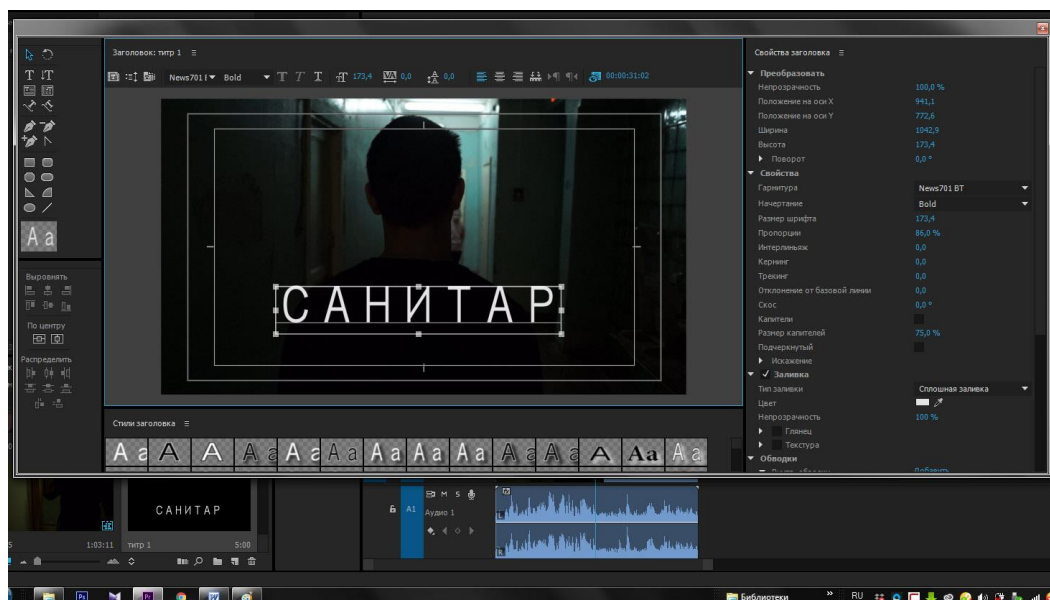 Заголовок: титр 1
News701 Bold 173,4 0,0 0,0 00:00:31:02
САНИТАР
Выровнять
По центру
Распределить
Стили заголовка
Свойства заголовка
Преобразовать
Непрозрачность 100,0 %
Положение на оси X 941,1
Положение на оси Y 772,6
Ширина 1042,9
Высота 173,4
Поворот 0,0 °
Свойства
Гарнитура News701 BT
Начертание Bold
Размер шрифта 173,4
Пропорции 86,0 %
Интерлиньяж 0,0
Кернинг 0,0
Трекинг 0,0
Отклонение от базовой линии 0,0
Скос 0,0 °
Капители
Размер капителей 75,0 %
Подчеркнутый
Искажение
Заливка
Тип заливки Сплошная заливка
Цвет
Непрозрачность 100 %
Глянец
Текстура
Обводки
САНИТАР
1:03:11 титр 1 5:00
A1 M S
Аудио 1
L
R
Библиотеки » RU